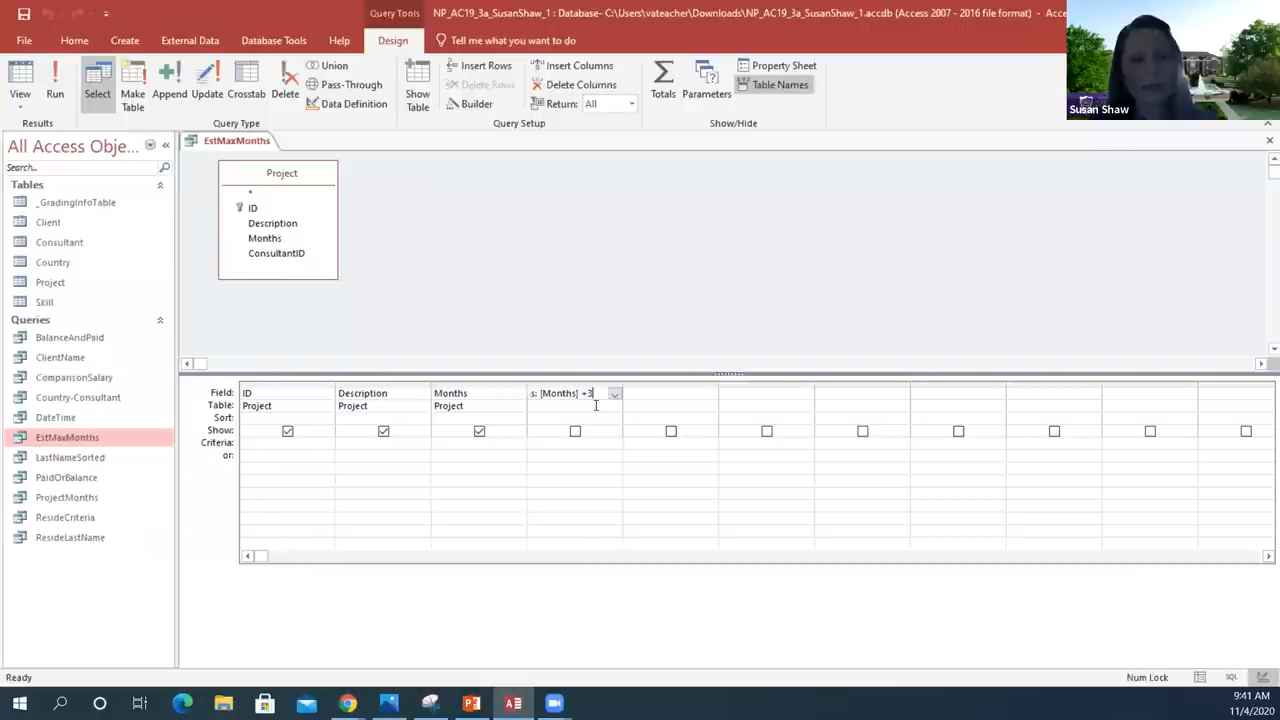 Query Tools
NP_AC19_3a_SusanShaw_1 : Database- C:\Users\vateacher\Downloads\NP_AC19_3a_SusanShaw_1.accdb (Access 2007 - 2016 file format) - Acce
File
Home
Create
External Data
Database Tools
Help
Design
Tell me what you want to do
View
Run
Select
Make Table
Append
Update
Crosstab
Delete
Union
Pass-Through
Data Definition
Show Table
Insert Rows
Delete Rows
Builder
Insert Columns
Delete Columns
Return: All
Totals
Parameters
Property Sheet
Table Names
Susan Shaw
Results
Query Type
Query Setup
Show/Hide
All Access Obje...
Search...
Tables
_GradingInfoTable
Client
Consultant
Country
Project
Skill
Queries
BalanceAndPaid
ClientName
ComparisonSalary
Country-Consultant
DateTime
EstMaxMonths
LastNameSorted
PaidOrBalance
ProjectMonths
ResideCriteria
ResideLastName
EstMaxMonths
Project
*
ID
Description
Months
ConsultantID
Field: ID Description Months s: [Months] +3
Table: Project Project Project
Sort:
Show:
Criteria:
or:
Ready
Num Lock
SQL
9:41 AM
11/4/2020